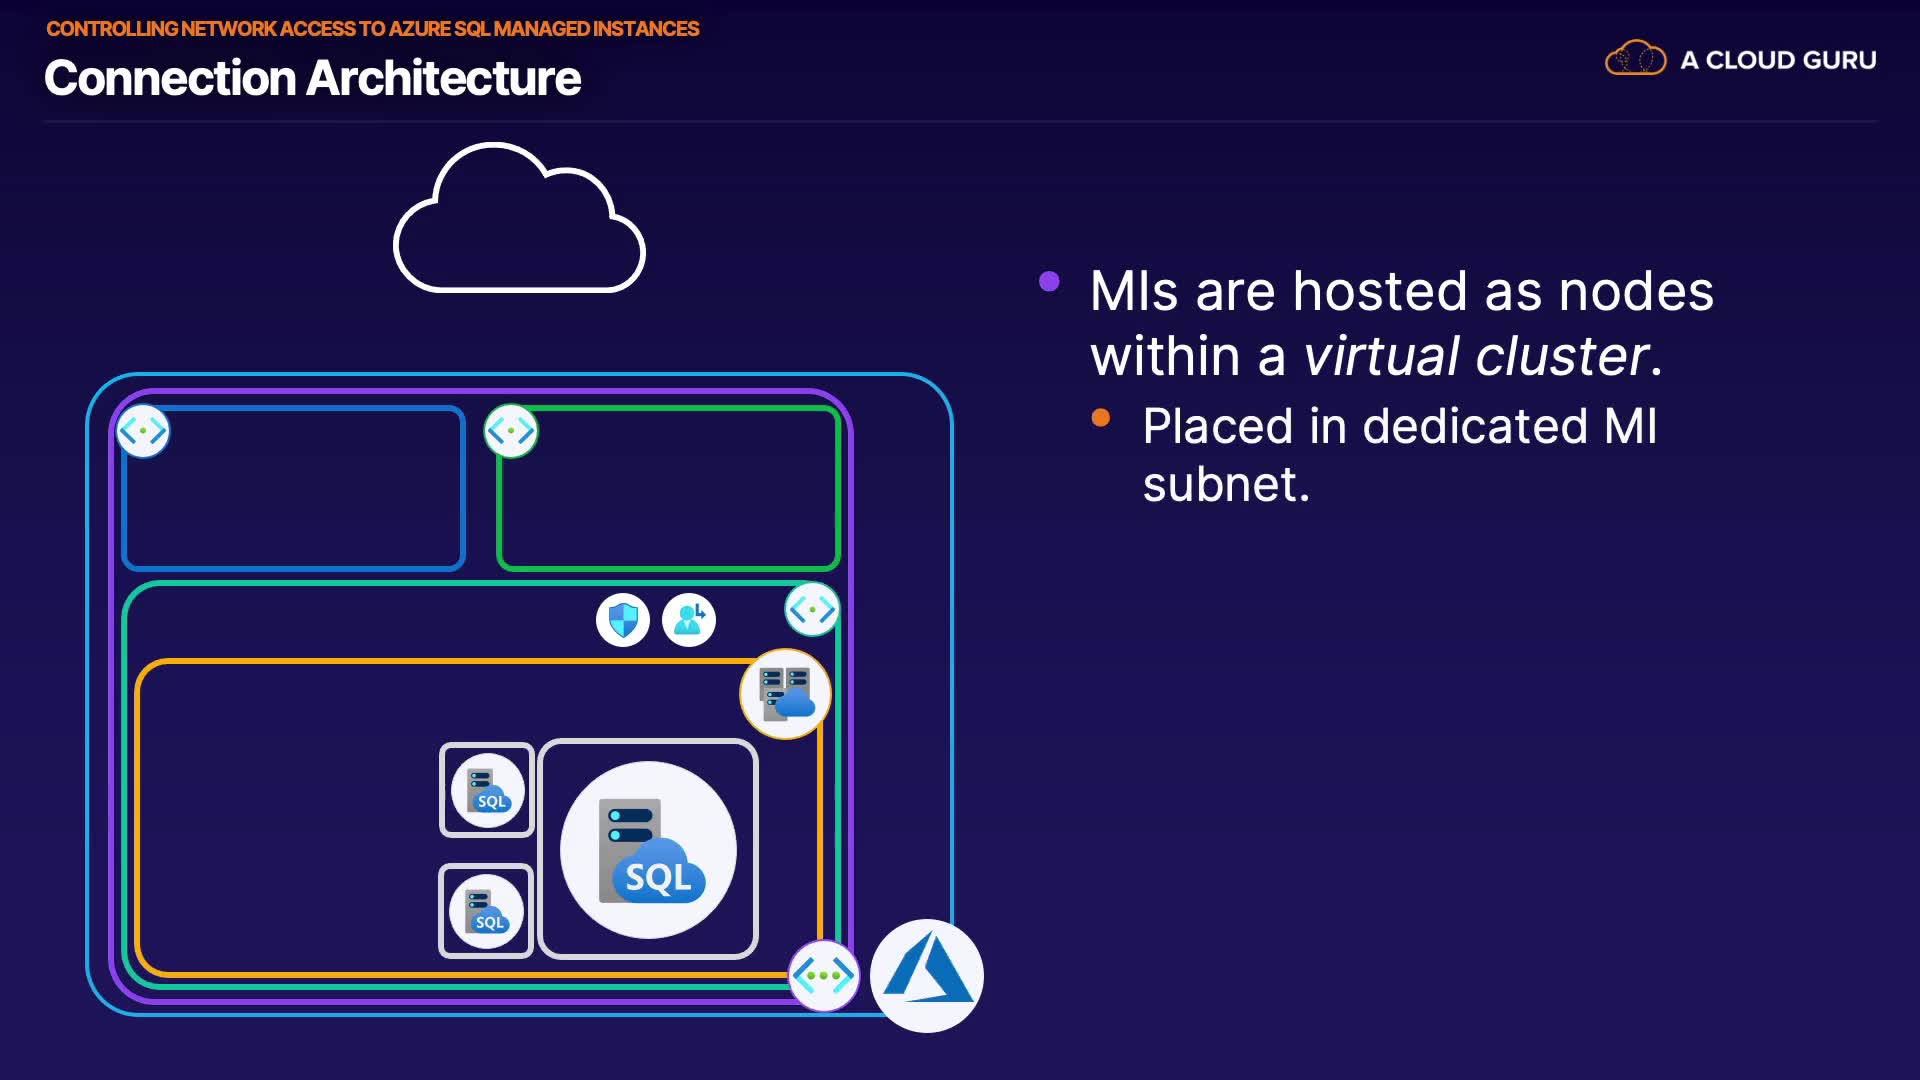 CONTROLLING NETWORK ACCESS TO AZURE SQL MANAGED INSTANCES
Connection Architecture
A CLOUD GURU
MIs are hosted as nodes
within a virtual cluster.
Placed in dedicated MI
subnet.
SQL
SQL
SQL